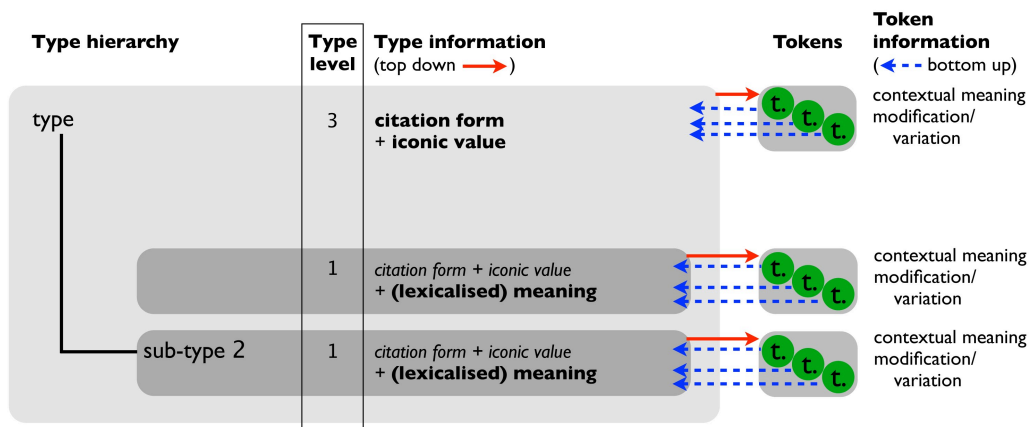 Type hierarchy
Type level
Type information
(top down → )
Tokens
Token information
(← bottom up)
type
3
citation form
+ iconic value
t.
t.
t.
contextual meaning
modification/
variation
1
citation form + iconic value
+ (lexicalised) meaning
t.
t.
t.
contextual meaning
modification/
variation
sub-type 2
1
citation form + iconic value
+ (lexicalised) meaning
t.
t.
t.
contextual meaning
modification/
variation